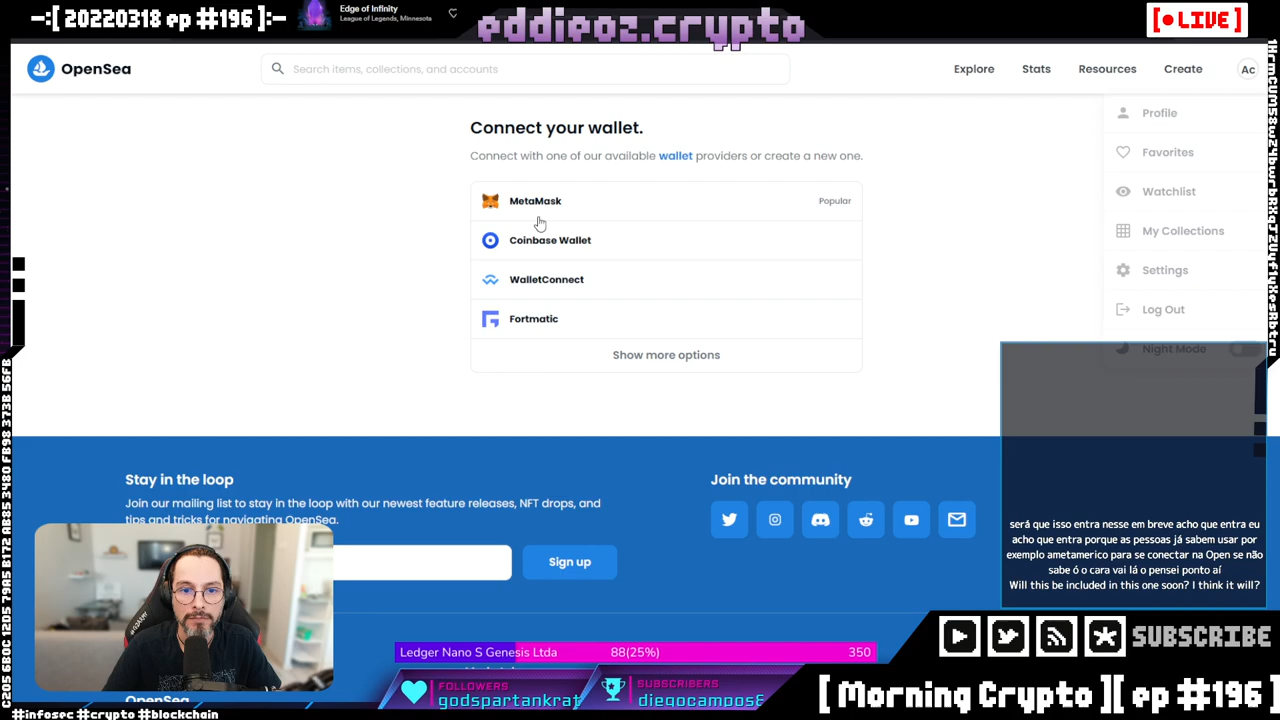 -:[ 20220318 ep #196 ]:-
Edge of Infinity
League of Legends, Minnesota
eddieoz.crypto
[ • LIVE ]
OpenSea
Search items, collections, and accounts
Explore
Stats
Resources
Create
Ac
Connect your wallet.
Connect with one of our available wallet providers or create a new one.
MetaMask
Popular
Coinbase Wallet
WalletConnect
Fortmatic
Show more options
Profile
Favorites
Watchlist
My Collections
Settings
Log Out
Night Mode
Stay in the loop
Join our mailing list to stay in the loop with our newest feature releases, NFT drops, and
tips and tricks for navigating OpenSea.
Sign up
Join the community
será que isso entra nesse em breve acho que entra eu
acho que entra porque as pessoas já sabem usar por
exemplo ametamerico para se conectar na Open se não
sabe ó o cara vai lá o pensei ponto aí
Will this be included in this one soon? I think it will?
Ledger Nano S Genesis Ltda 88(25%) 350
FOLLOWERS
godspartankrat
SUBSCRIBERS
diegocampos8
SUBSCRIBE
[ Morning Crypto ][ ep #196 ]
OpenSea
#infosec #crypto #blockchain